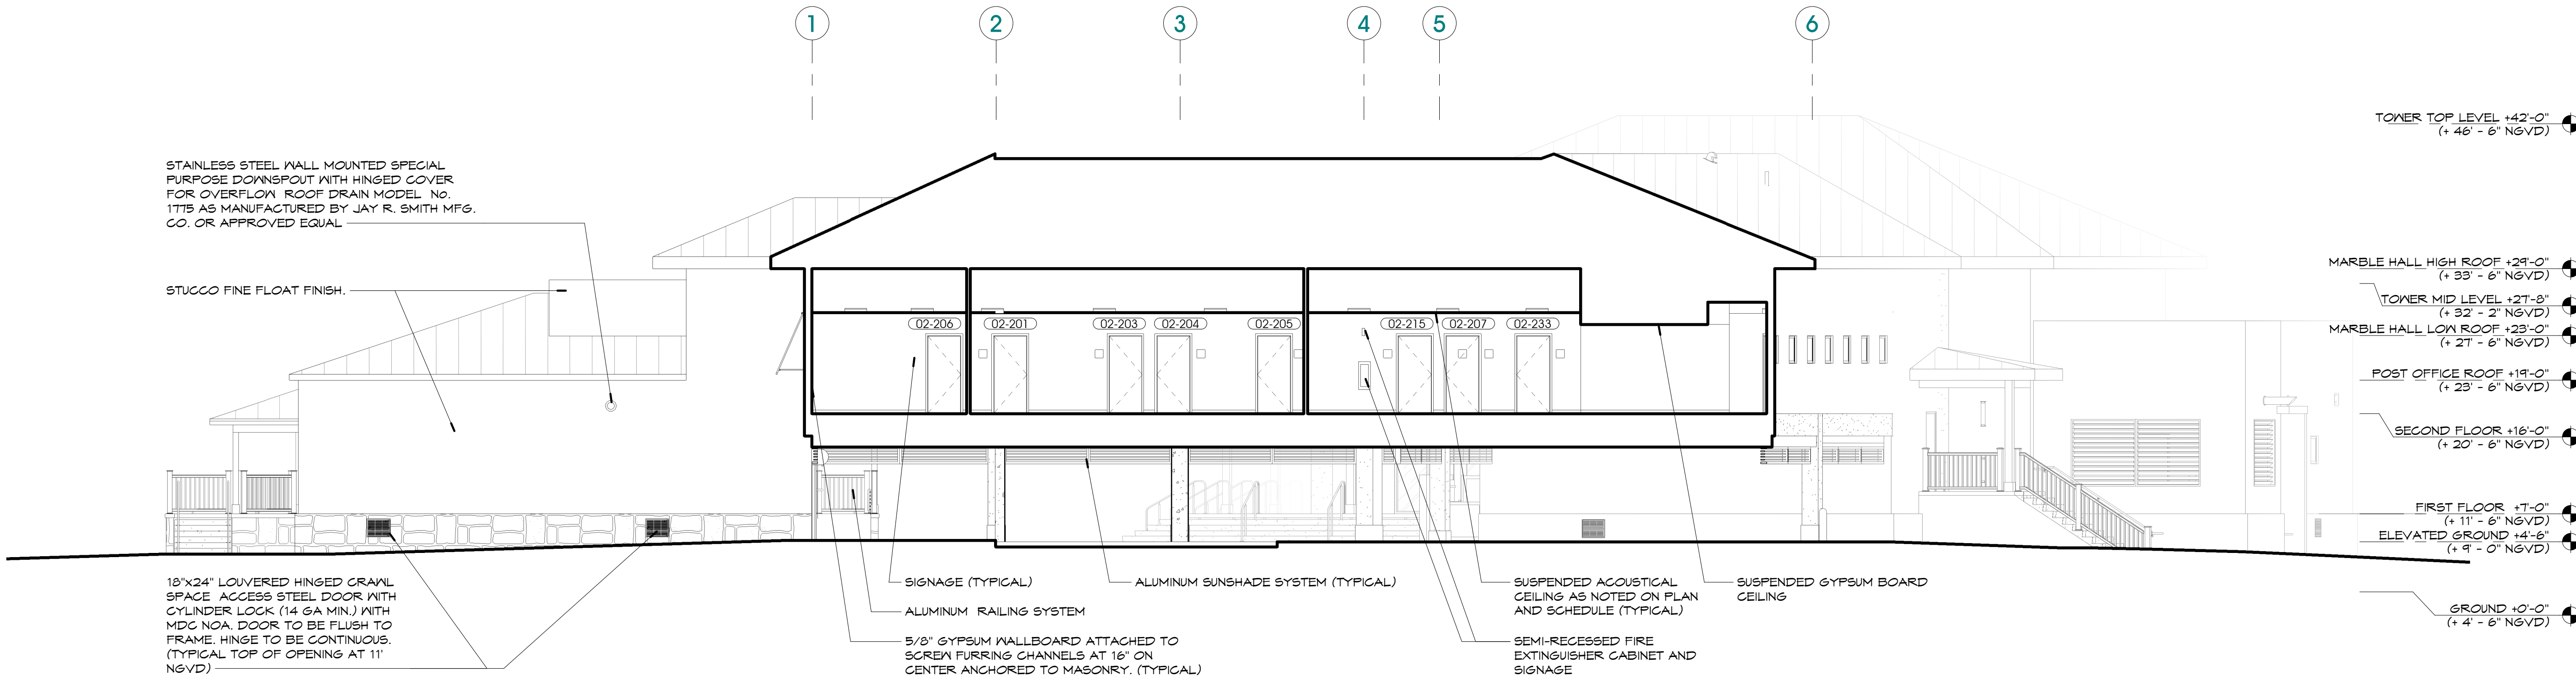 1
2
3
4
5
6
TOWER TOP LEVEL +42'-0"
(+ 46' - 6" NGVD)
STAINLESS STEEL WALL MOUNTED SPECIAL
PURPOSE DOWNSPOUT WITH HINGED COVER
FOR OVERFLOW ROOF DRAIN MODEL No.
1775 AS MANUFACTURED BY JAY R. SMITH MFG.
CO. OR APPROVED EQUAL
MARBLE HALL HIGH ROOF +29'-0"
(+ 33' - 6" NGVD)
STUCCO FINE FLOAT FINISH.
TOWER MID LEVEL +27'-8"
(+ 32' - 2" NGVD)
MARBLE HALL LOW ROOF +23'-0"
(+ 27' - 6" NGVD)
02-206
02-201
02-203
02-204
02-205
02-215
02-207
02-233
POST OFFICE ROOF +19'-0"
(+ 23' - 6" NGVD)
SECOND FLOOR +16'-0"
(+ 20' - 6" NGVD)
FIRST FLOOR +7'-0"
(+ 11' - 6" NGVD)
ELEVATED GROUND +4'-6"
(+ 9' - 0" NGVD)
18"x24" LOUVERED HINGED CRAWL
SPACE ACCESS STEEL DOOR WITH
CYLINDER LOCK (14 GA MIN.) WITH
MDC NOA. DOOR TO BE FLUSH TO
FRAME. HINGE TO BE CONTINUOUS.
(TYPICAL TOP OF OPENING AT 11'
NGVD)
SIGNAGE (TYPICAL)
ALUMINUM RAILING SYSTEM
5/8" GYPSUM WALLBOARD ATTACHED TO
SCREW FURRING CHANNELS AT 16" ON
CENTER ANCHORED TO MASONRY. (TYPICAL)
ALUMINUM SUNSHADE SYSTEM (TYPICAL)
SUSPENDED ACOUSTICAL
CEILING AS NOTED ON PLAN
AND SCHEDULE (TYPICAL)
SEMI-RECESSED FIRE
EXTINGUISHER CABINET AND
SIGNAGE
SUSPENDED GYPSUM BOARD
CEILING
GROUND +0'-0"
(+ 4' - 6" NGVD)